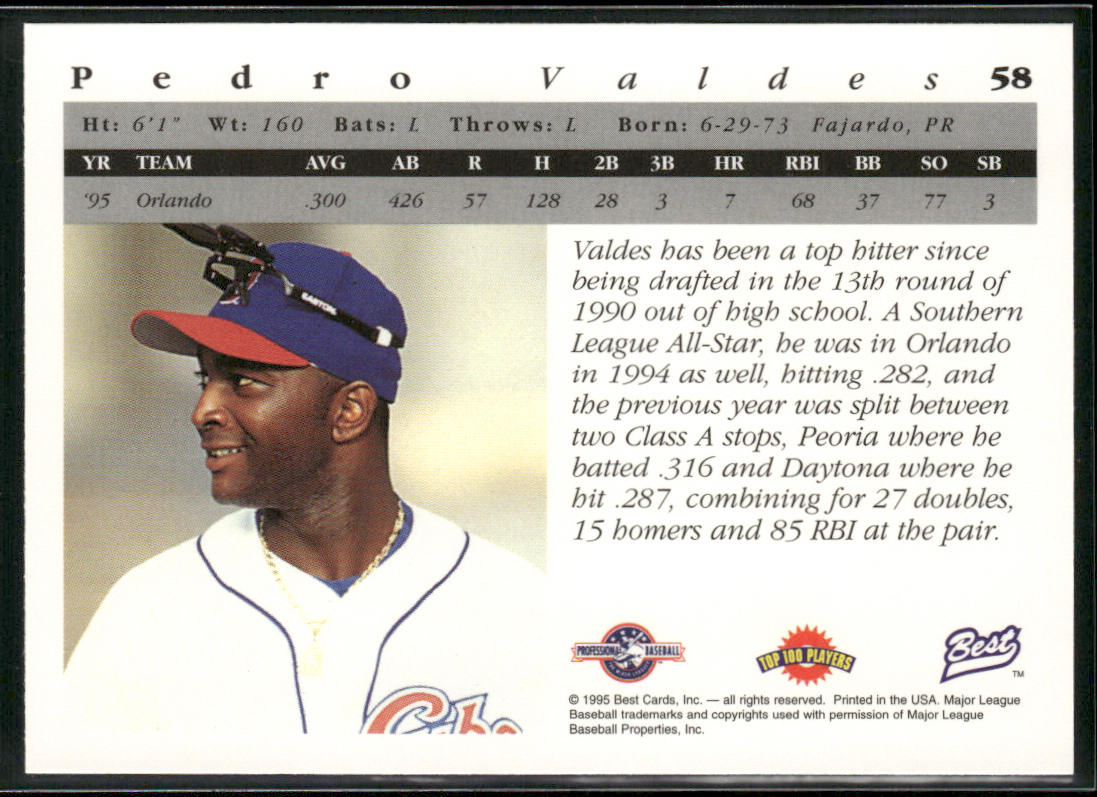 Pedro Valdes 58
Ht: 6'1" Wt: 160 Bats: L Throws: L Born: 6-29-73 Fajardo, PR
YR TEAM AVG AB R H 2B 3B HR RBI BB SO SB
'95 Orlando .300 426 57 128 28 3 7 68 37 77 3
EASTON
Valdes has been a top hitter since
being drafted in the 13th round of
1990 out of high school. A Southern
League All-Star, he was in Orlando
in 1994 as well, hitting .282, and
the previous year was split between
two Class A stops, Peoria where he
batted .316 and Daytona where he
hit .287, combining for 27 doubles,
15 homers and 85 RBI at the pair.
PROFESSIONAL BASEBALL
TOP 100 PLAYERS
Best TM
© 1995 Best Cards, Inc. — all rights reserved. Printed in the USA. Major League
Baseball trademarks and copyrights used with permission of Major League
Baseball Properties, Inc.